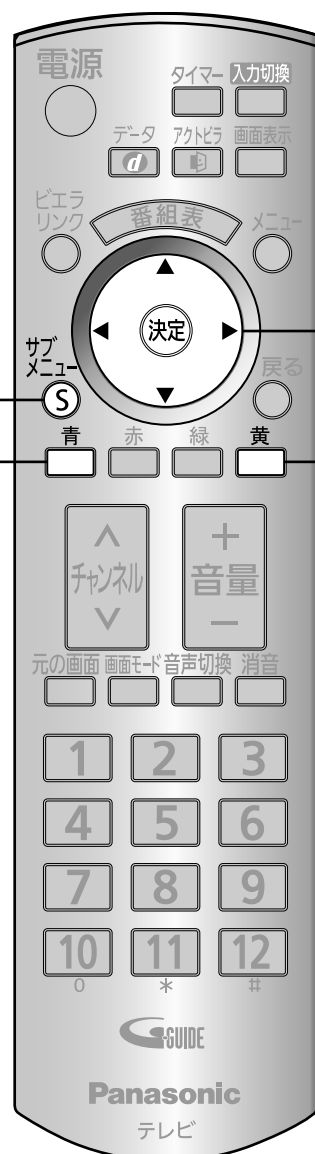 電源
タイマー 入力切換
データ アクトビラ 画面表示
d
ビエラ
リンク
番組表
メニュー
決定
サブ
メニュー
S
戻る
青 赤 緑 黄
チャンネル
+
音量
−
元の画面 画面モード 音声切換 消音
1 2 3
4 5 6
7 8 9
10 11 12
0 * #
G-GUIDE
Panasonic
テレビ